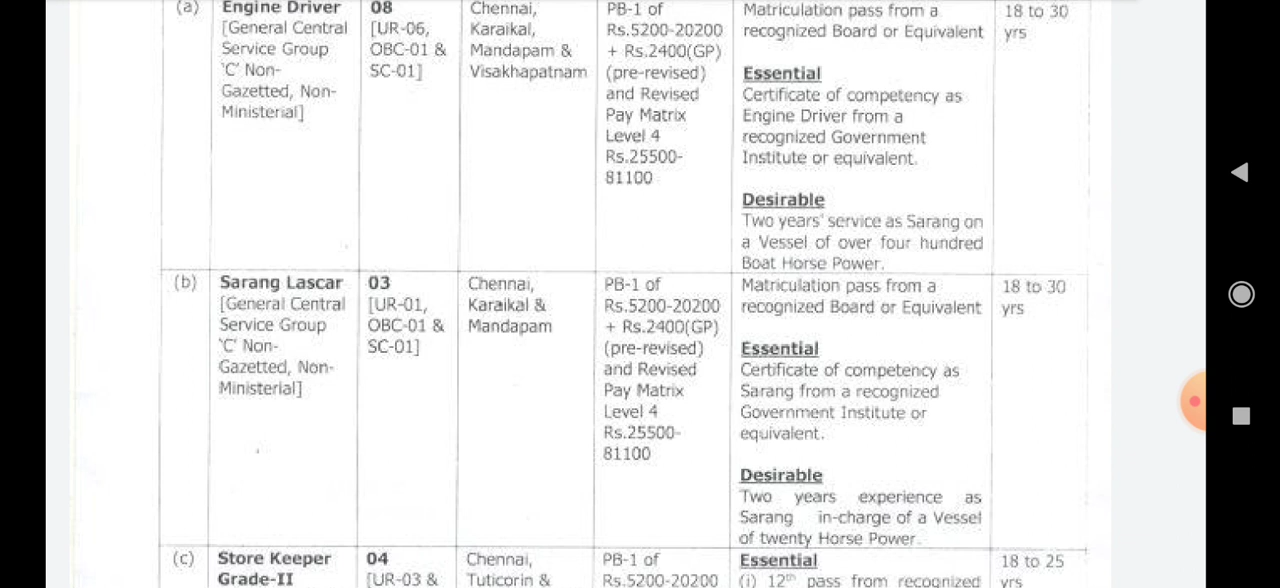 (a)
Engine Driver
[General Central
Service Group
'C' Non-
Gazetted, Non-
Ministerial]
08
[UR-06,
OBC-01 &
SC-01]
Chennai,
Karaikal,
Mandapam &
Visakhapatnam
PB-1 of
Rs.5200-20200
+ Rs.2400(GP)
(pre-revised)
and Revised
Pay Matrix
Level 4
Rs.25500-
81100
Matriculation pass from a
recognized Board or Equivalent
Essential
Certificate of competency as
Engine Driver from a
recognized Government
Institute or equivalent.
Desirable
Two years' service as Sarang on
a Vessel of over four hundred
Boat Horse Power.
18 to 30
yrs
(b)
Sarang Lascar
[General Central
Service Group
'C' Non-
Gazetted, Non-
Ministerial]
03
[UR-01,
OBC-01 &
SC-01]
Chennai,
Karaikal &
Mandapam
PB-1 of
Rs.5200-20200
+ Rs.2400(GP)
(pre-revised)
and Revised
Pay Matrix
Level 4
Rs.25500-
81100
Matriculation pass from a
recognized Board or Equivalent
Essential
Certificate of competency as
Sarang from a recognized
Government Institute or
equivalent.
Desirable
Two years experience as
Sarang in-charge of a Vessel
of twenty Horse Power.
18 to 30
yrs
(c)
Store Keeper
Grade-II
04
[UR-03 &
Chennai,
Tuticorin &
PB-1 of
Rs.5200-20200
Essential
(i) 12th pass from recognized
18 to 25
yrs